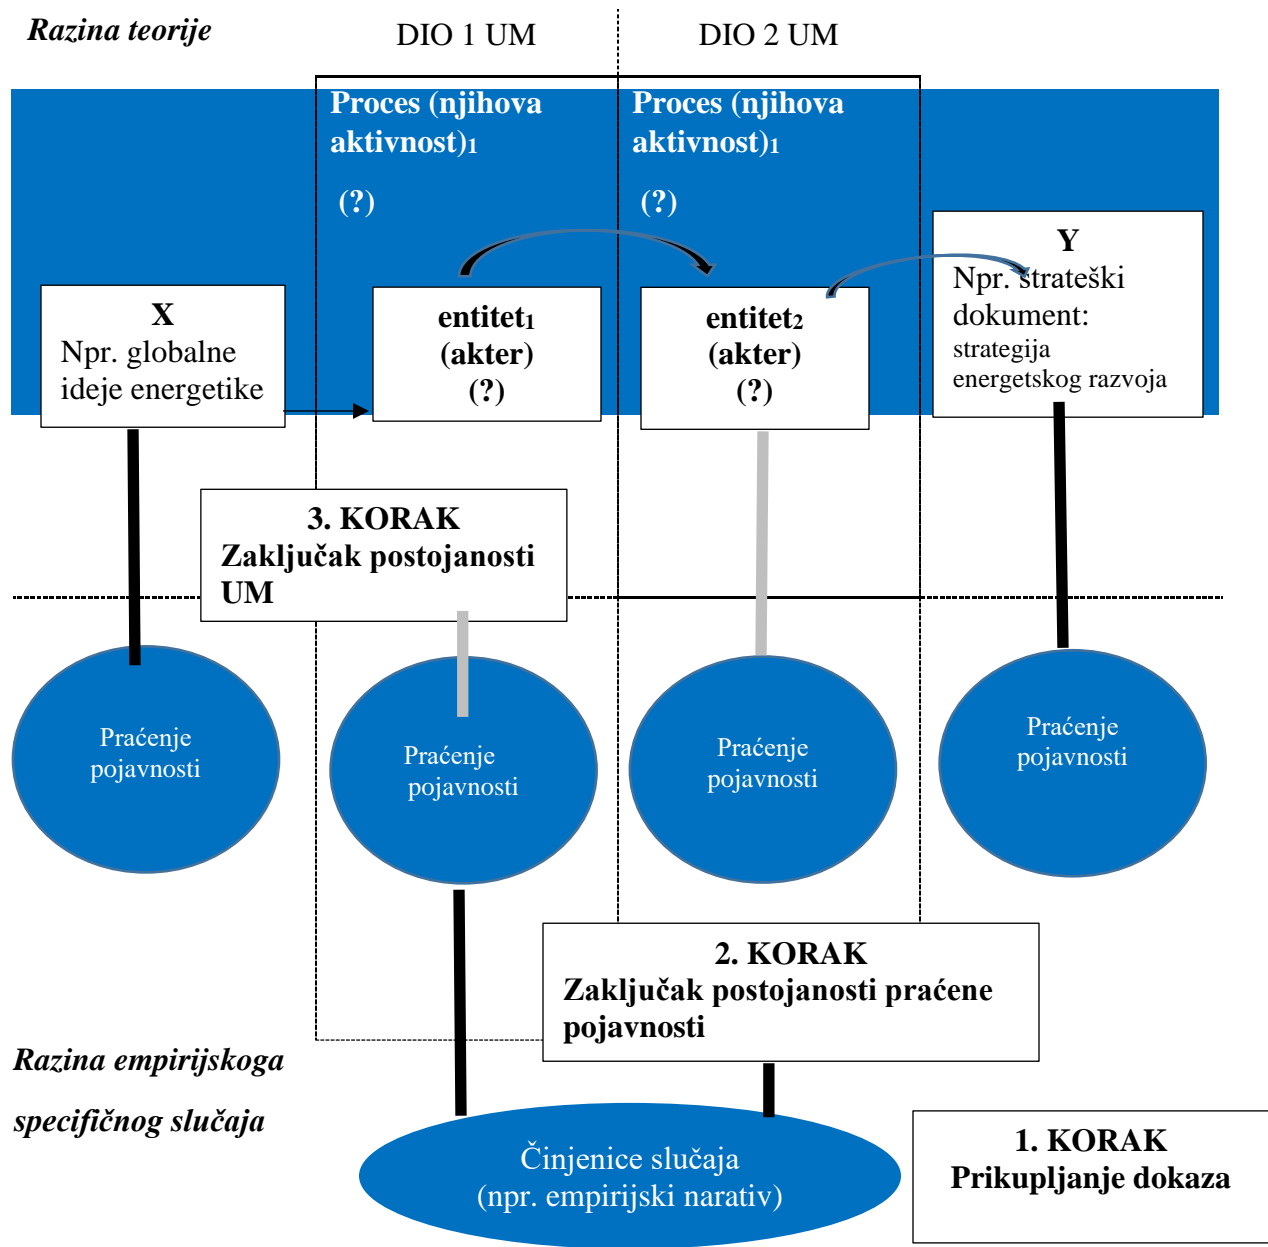 Razina teorije
DIO 1 UM
DIO 2 UM
Proces (njihova
aktivnost)₁
(?)
Proces (njihova
aktivnost)₁
(?)
X
Npr. globalne
ideje energetike
entitet₁
(akter)
(?)
entitet₂
(akter)
(?)
Y
Npr. strateški
dokument:
strategija
energetskog razvoja
3. KORAK
Zaključak postojanosti
UM
Praćenje
pojavnosti
Praćenje
pojavnosti
Praćenje
pojavnosti
Praćenje
pojavnosti
2. KORAK
Zaključak postojanosti praćene
pojavnosti
Razina empirijskoga
specifičnog slučaja
Činjenice slučaja
(npr. empirijski narativ)
1. KORAK
Prikupljanje dokaza